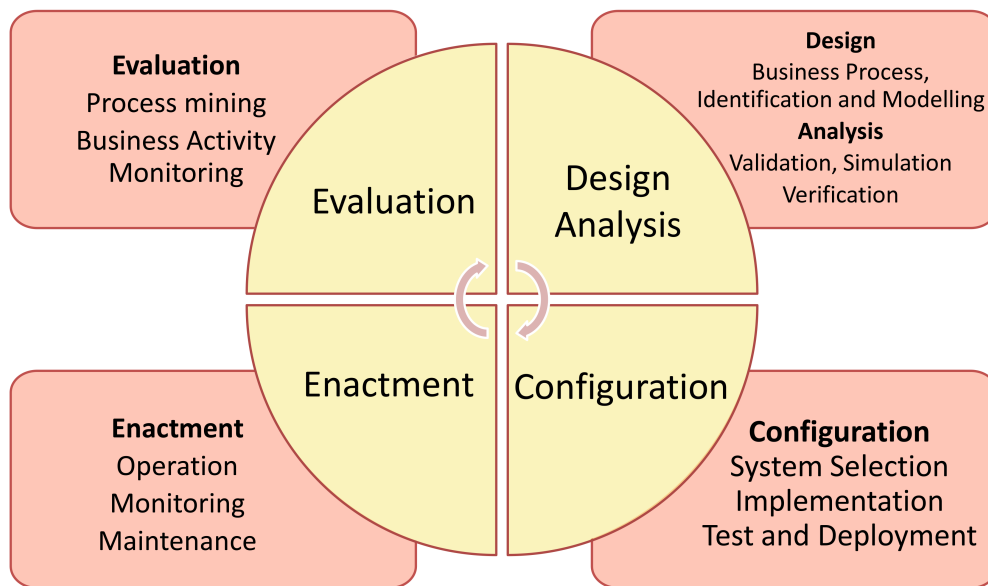 Evaluation
Process mining
Business Activity
Monitoring
Design
Business Process,
Identification and Modelling
Analysis
Validation, Simulation
Verification
Evaluation
Design
Analysis
Enactment
Configuration
Enactment
Operation
Monitoring
Maintenance
Configuration
System Selection
Implementation
Test and Deployment